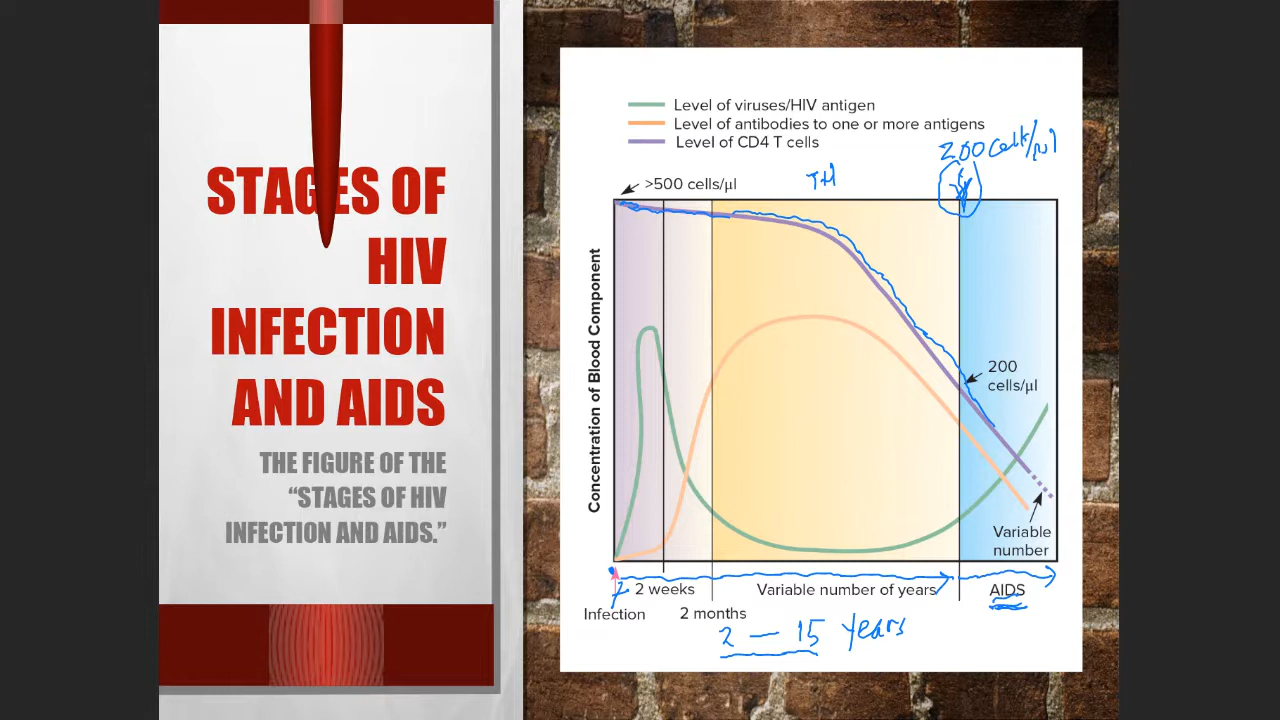 STAGES OF
HIV
INFECTION
AND AIDS
THE FIGURE OF THE
“STAGES OF HIV
INFECTION AND AIDS.”
Level of viruses/HIV antigen
Level of antibodies to one or more antigens
Level of CD4 T cells
200 cells/µl
>500 cells/µl
TH
Concentration of Blood Component
200
cells/µl
Variable
number
2 weeks
Variable number of years
AIDS
Infection
2 months
2 — 15 years